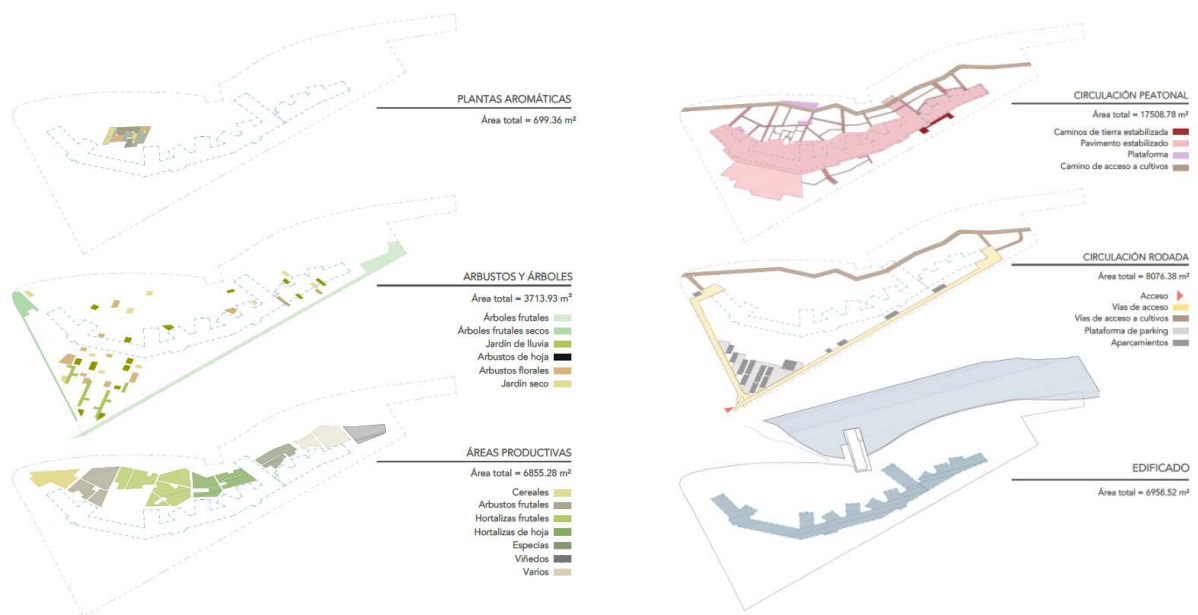 PLANTAS AROMÁTICAS
Área total = 699.36 m²
ARBUSTOS Y ÁRBOLES
Área total = 3713.93 m²
Árboles frutales
Árboles frutales secos
Jardín de lluvia
Arbustos de hoja
Arbustos florales
Jardín seco
ÁREAS PRODUCTIVAS
Área total = 6855.28 m²
Cereales
Arbustos frutales
Hortalizas frutales
Hortalizas de hoja
Especias
Viñedos
Varios
CIRCULACIÓN PEATONAL
Área total = 17508.78 m²
Caminos de tierra estabilizada
Pavimento estabilizado
Plataforma
Camino de acceso a cultivos
CIRCULACIÓN RODADA
Área total = 8076.38 m²
Acceso
Vías de acceso
Vías de acceso a cultivos
Plataforma de parking
Aparcamientos
EDIFICADO
Área total = 6958.52 m²